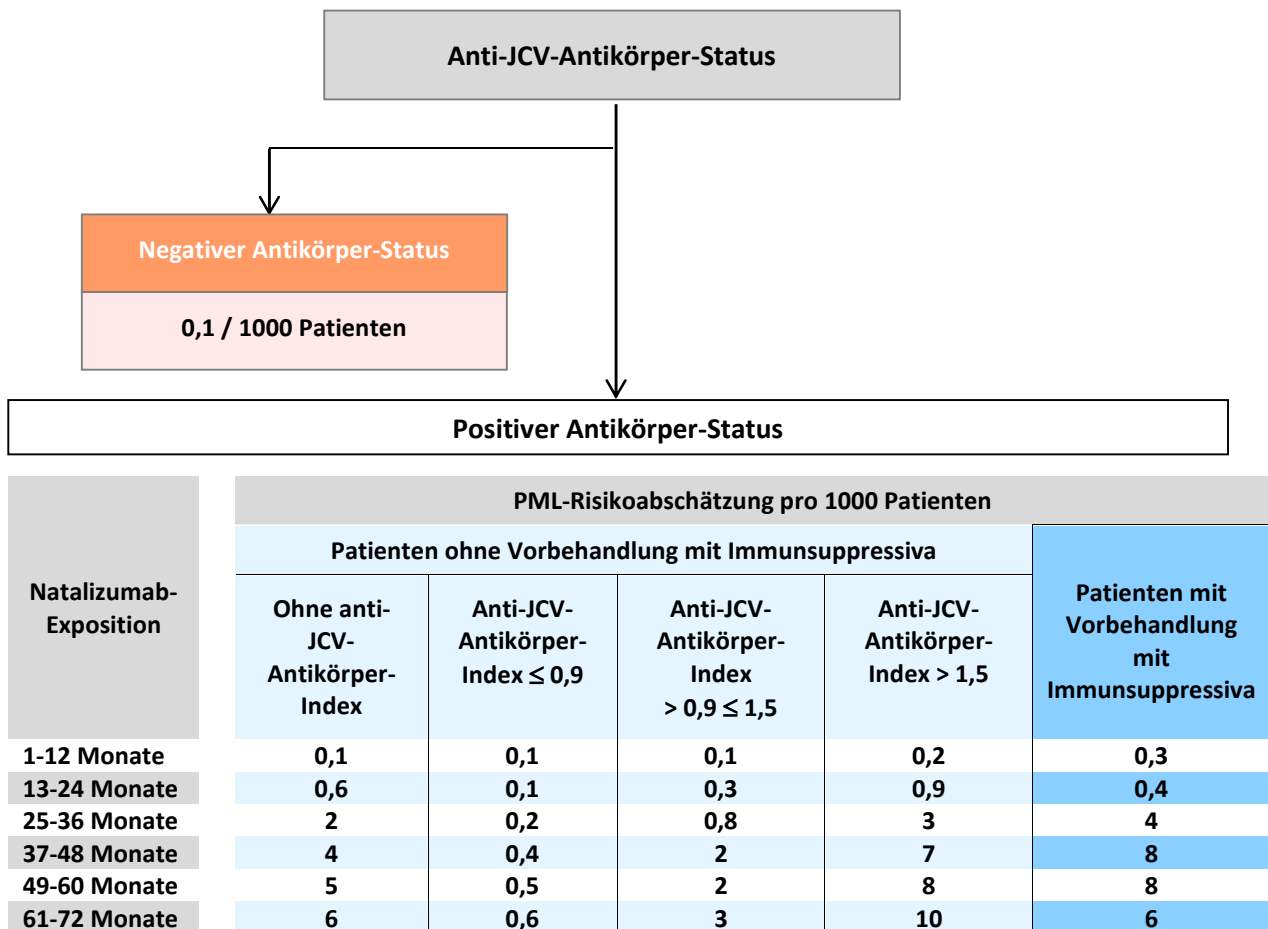 Anti-JCV-Antikörper-Status
Negativer Antikörper-Status
0,1 / 1000 Patienten
Positiver Antikörper-Status
Natalizumab-
Exposition
PML-Risikoabschätzung pro 1000 Patienten
Patienten ohne Vorbehandlung mit Immunsuppressiva
Patienten mit
Vorbehandlung
mit
Immunsuppressiva
Ohne anti-
JCV-
Antikörper-
Index
Anti-JCV-
Antikörper-
Index ≤ 0,9
Anti-JCV-
Antikörper-
Index
> 0,9 ≤ 1,5
Anti-JCV-
Antikörper-
Index > 1,5
1-12 Monate 0,1 0,1 0,1 0,2 0,3
13-24 Monate 0,6 0,1 0,3 0,9 0,4
25-36 Monate 2 0,2 0,8 3 4
37-48 Monate 4 0,4 2 7 8
49-60 Monate 5 0,5 2 8 8
61-72 Monate 6 0,6 3 10 6